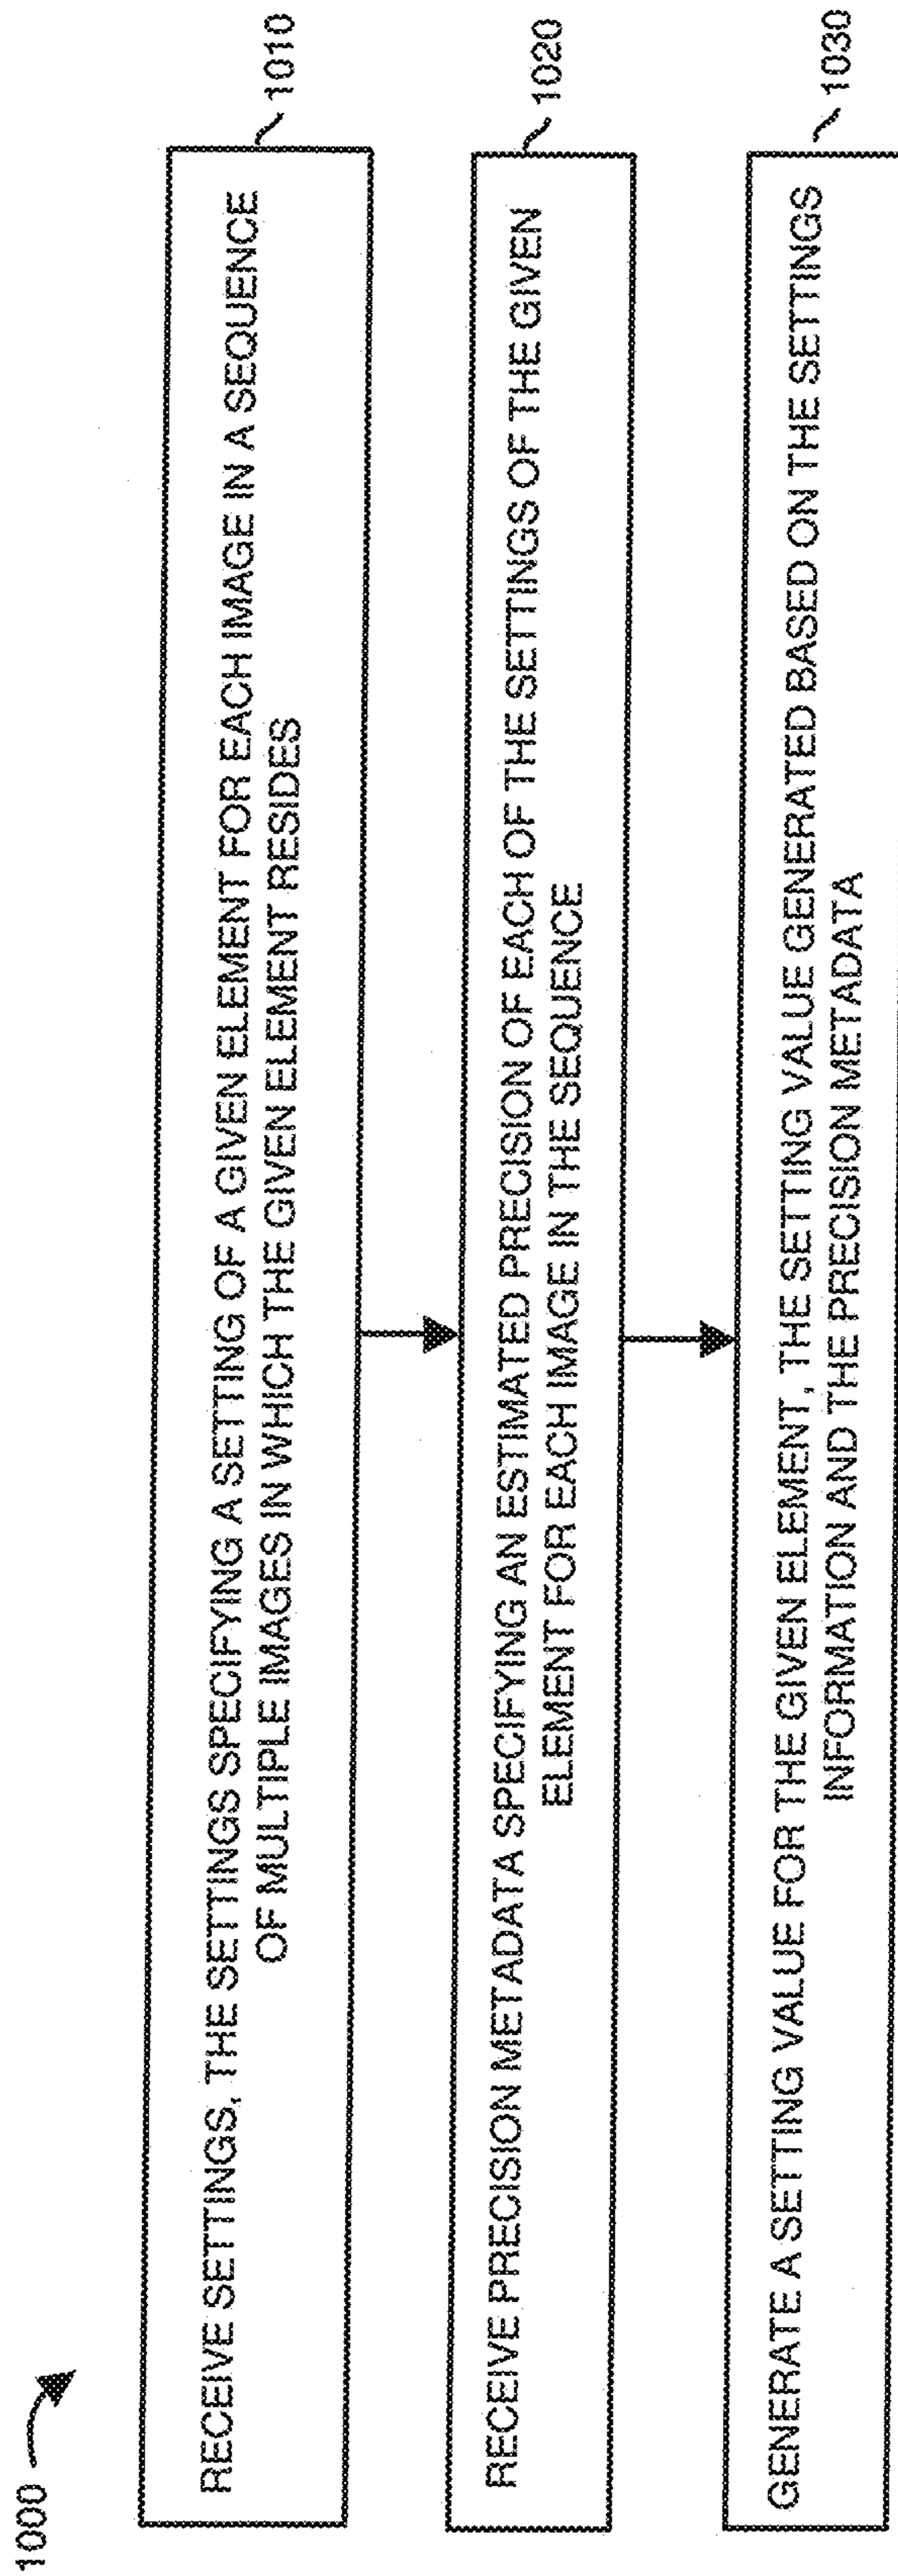 1000
RECEIVE SETTINGS, THE SETTINGS SPECIFYING A SETTING OF A GIVEN ELEMENT FOR EACH IMAGE IN A SEQUENCE
OF MULTIPLE IMAGES IN WHICH THE GIVEN ELEMENT RESIDES
1010
RECEIVE PRECISION METADATA SPECIFYING AN ESTIMATED PRECISION OF EACH OF THE SETTINGS OF THE GIVEN
ELEMENT FOR EACH IMAGE IN THE SEQUENCE
1020
GENERATE A SETTING VALUE FOR THE GIVEN ELEMENT, THE SETTING VALUE GENERATED BASED ON THE SETTINGS
INFORMATION AND THE PRECISION METADATA
1030